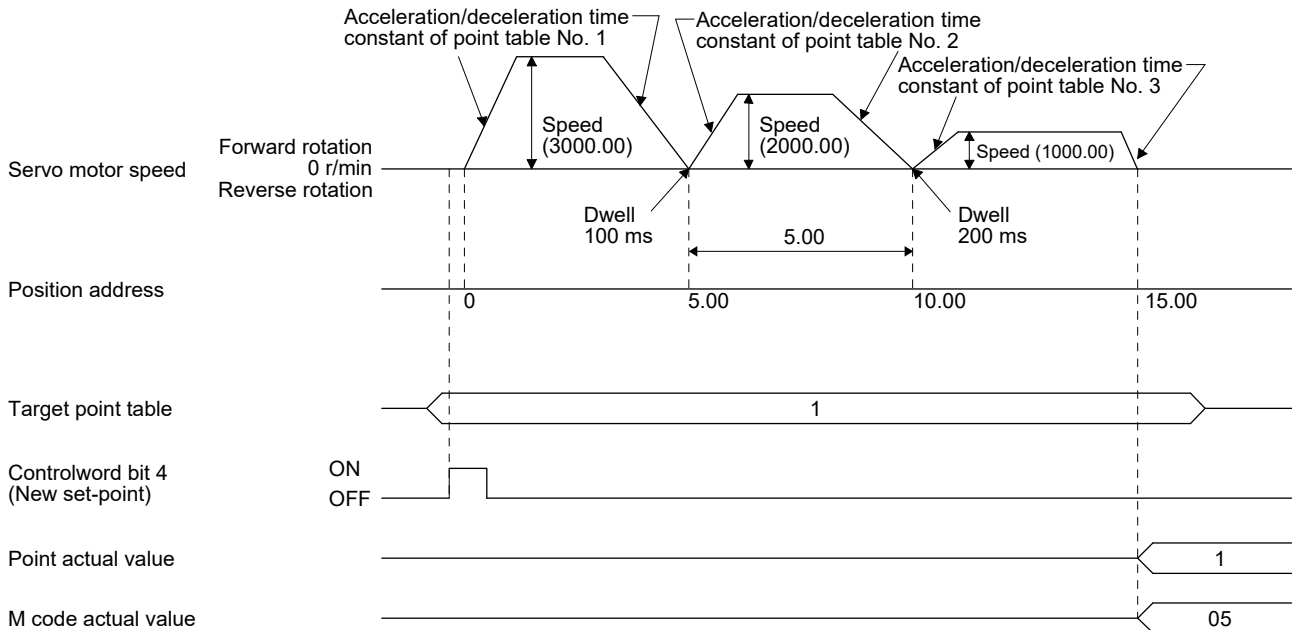 Acceleration/deceleration time
constant of point table No. 1
Acceleration/deceleration time
constant of point table No. 2
Acceleration/deceleration time
constant of point table No. 3
Servo motor speed
Forward rotation
0 r/min
Reverse rotation
Speed
(3000.00)
Speed
(2000.00)
Speed (1000.00)
Dwell
100 ms
5.00
Dwell
200 ms
Position address
0
5.00
10.00
15.00
Target point table
1
Controlword bit 4
(New set-point)
ON
OFF
Point actual value
1
M code actual value
05